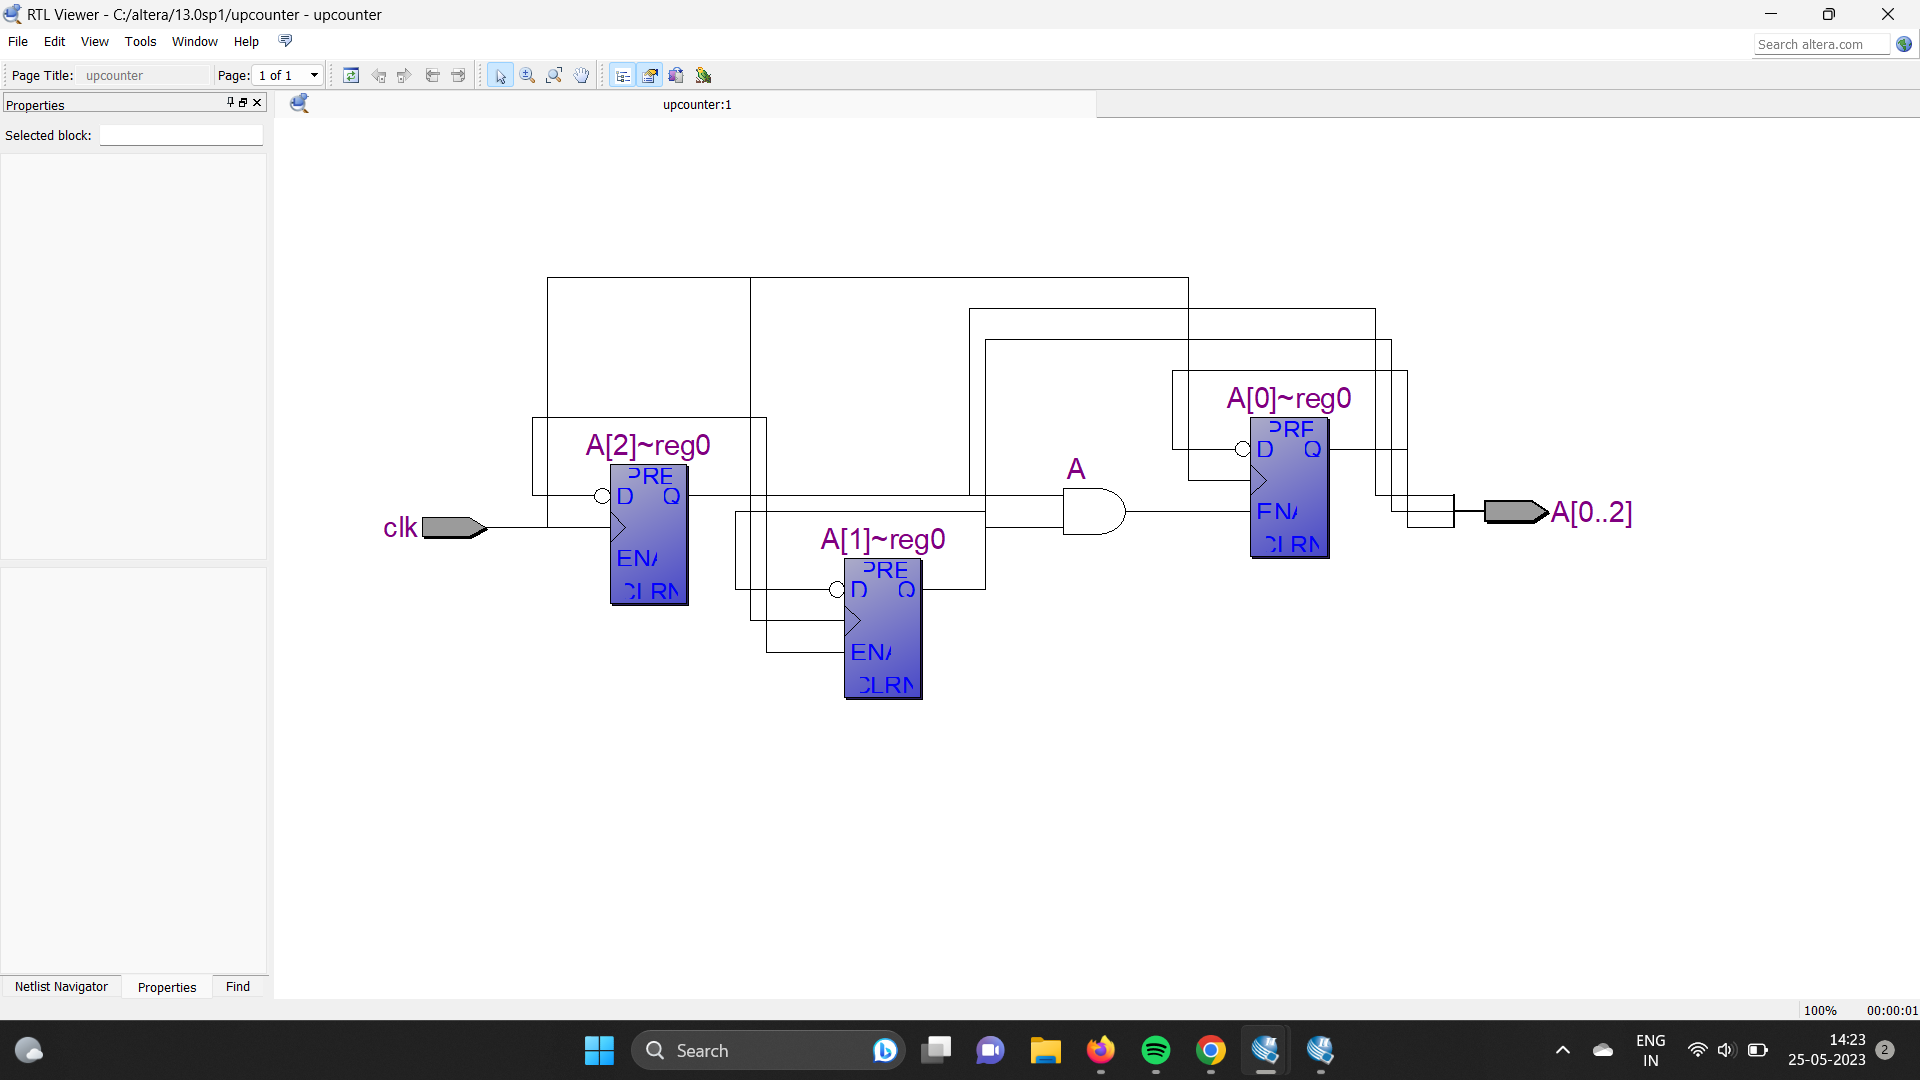 RTL Viewer - C:/altera/13.0sp1/upcounter - upcounter
File Edit View Tools Window Help
Search altera.com
Page Title: upcounter Page: 1 of 1
Properties
upcounter:1
Selected block:
A[0]~reg0
PRE
D Q
ENA
CLRN
A[2]~reg0
PRE
D Q
ENA
CLRN
A
clk
A[0..2]
A[1]~reg0
PRE
D Q
ENA
CLRN
Netlist Navigator Properties Find
100% 00:00:01
Search
ENG
IN
14:23
25-05-2023
2